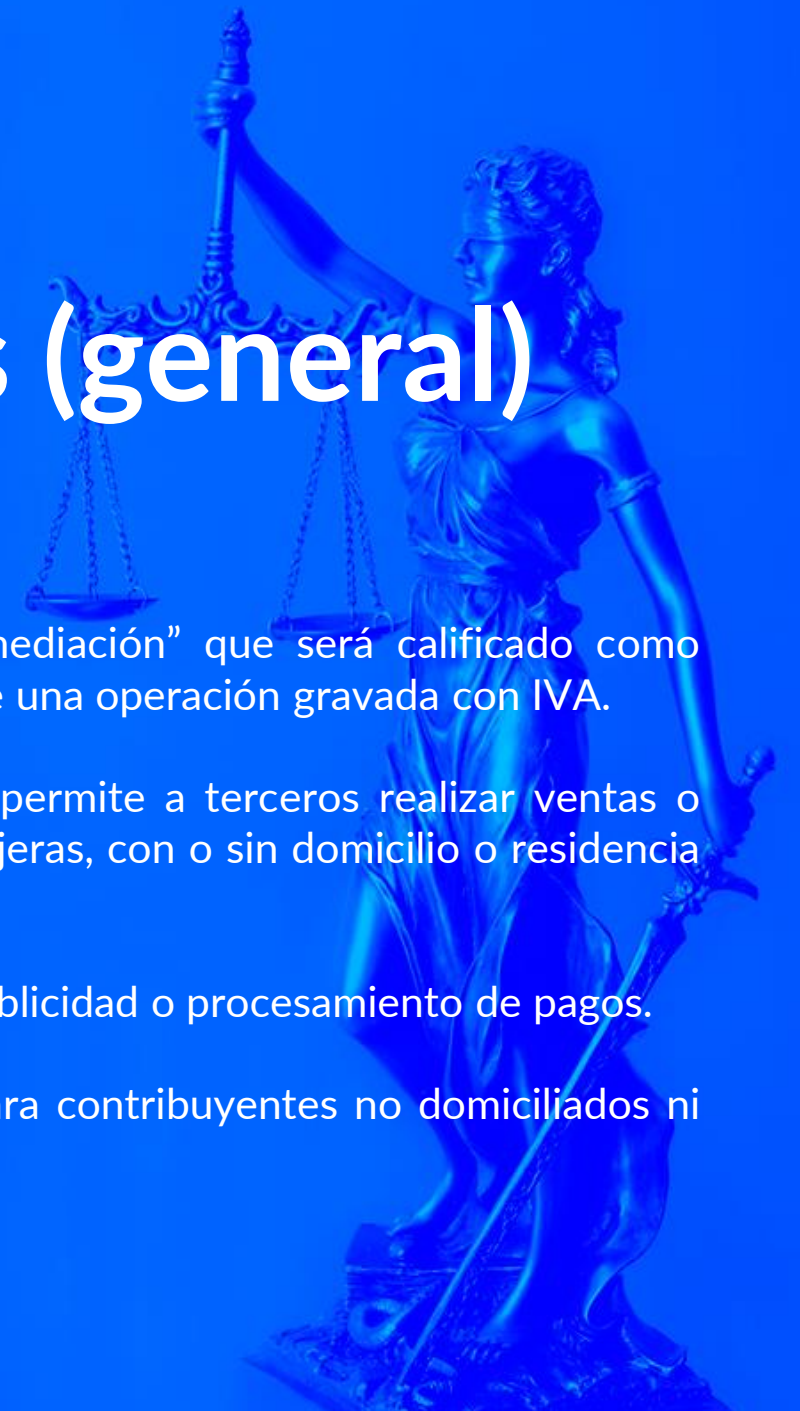 s (general)
mediación” que será calificado como
e una operación gravada con IVA.
permite a terceros realizar ventas o
jeras, con o sin domicilio o residencia
blicidad o procesamiento de pagos.
ra contribuyentes no domiciliados ni